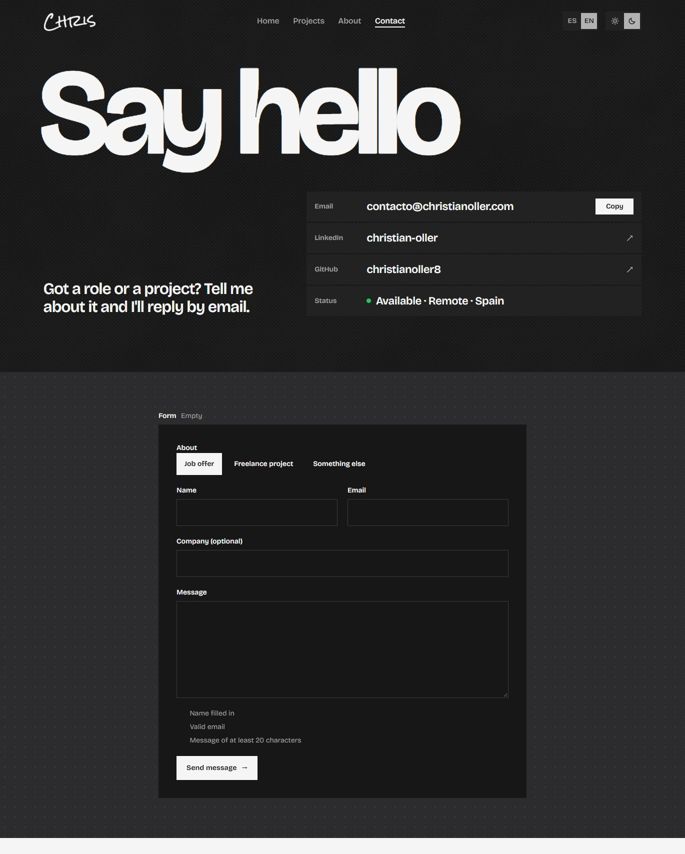 CHRIS
Home Projects About Contact
ES EN
Say hello
Got a role or a project? Tell me
about it and I'll reply by email.
Email contacto@christianoller.com Copy
LinkedIn christian-oller ↗
GitHub christianoller8 ↗
Status Available · Remote · Spain
Form Empty
About
Job offer Freelance project Something else
Name Email
Company (optional)
Message
Name filled in
Valid email
Message of at least 20 characters
Send message →